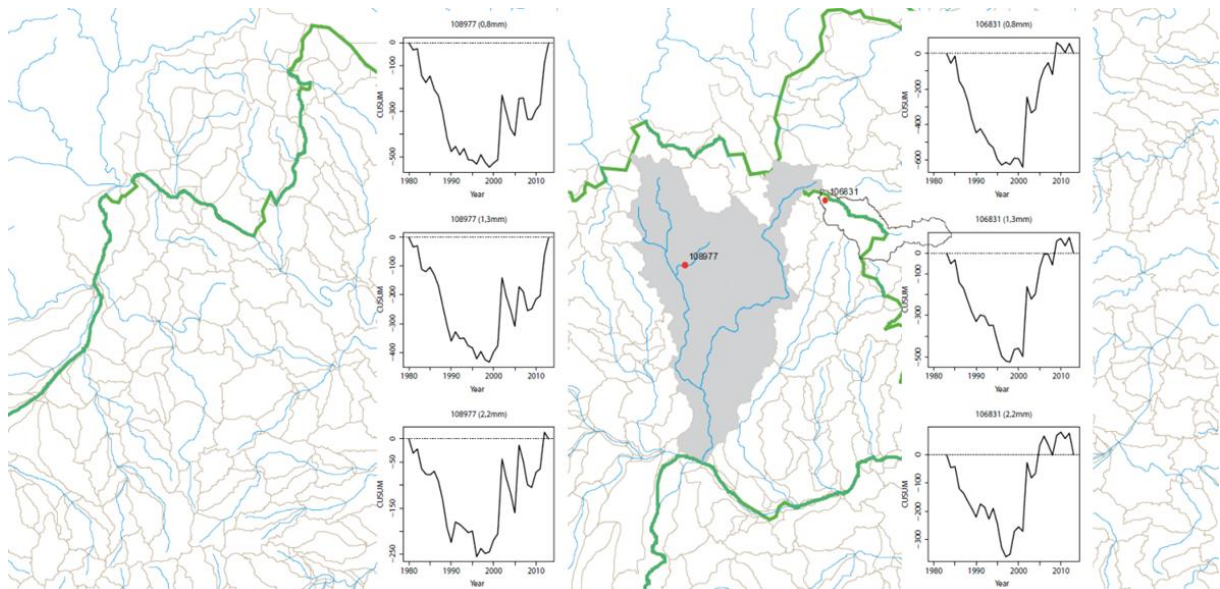 108977 (0,8mm)
0
-100
-300
-500
CUSUM
1980
1990
2000
2010
Year
108977 (1,3mm)
0
-100
-200
-300
-400
CUSUM
1980
1990
2000
2010
Year
108977 (2,2mm)
0
-50
-150
-250
CUSUM
1980
1990
2000
2010
Year
106831
108977
106831 (0.8mm)
0
-200
-400
-600
CUSUM
1980
1990
2000
2010
Year
106831 (1,3mm)
0
-100
-300
-500
CUSUM
1980
1990
2000
2010
Year
106831 (2,2mm)
0
-100
-200
-300
CUSUM
1980
1990
2000
2010
Year